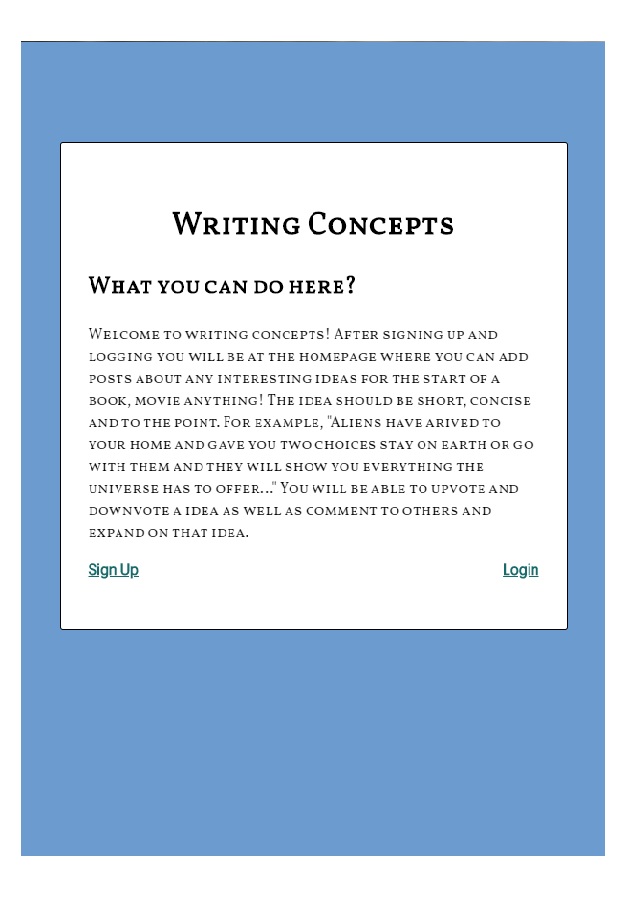 Writing Concepts
What you can do here?
Welcome to writing concepts! After signing up and
logging you will be at the homepage where you can add
posts about any interesting ideas for the start of a
book, movie anything! The idea should be short, concise
and to the point. For example, "Aliens have arived to
your home and gave you two choices stay on earth or go
with them and they will show you everything the
universe has to offer..." You will be able to upvote and
downvote a idea as well as comment to others and
expand on that idea.
Sign Up Login